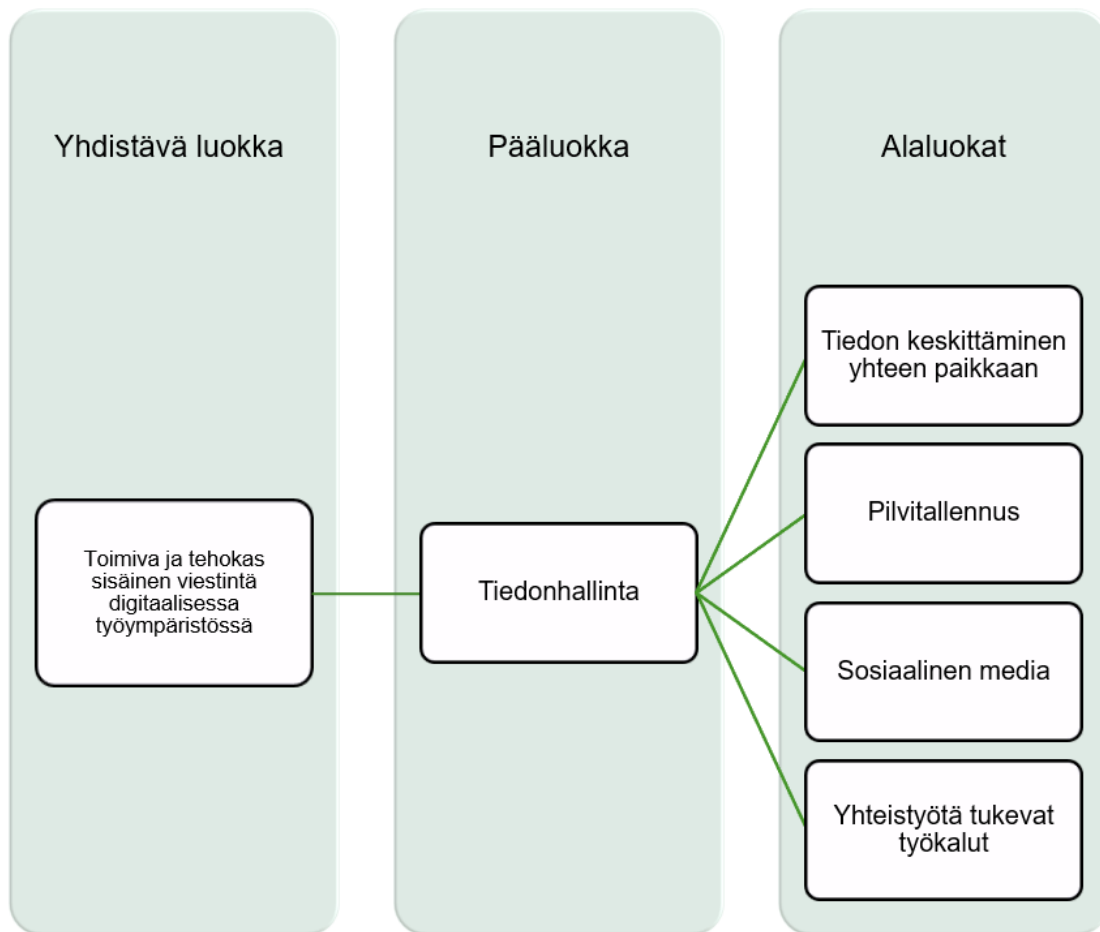 Yhdistävä luokka
Pääluokka
Alaluokat
Toimiva ja tehokas
sisäinen viestintä
digitaalisessa
työympäristössä
Tiedonhallinta
Tiedon keskittäminen
yhteen paikkaan
Pilvitallennus
Sosiaalinen media
Yhteistyötä tukevat
työkalut